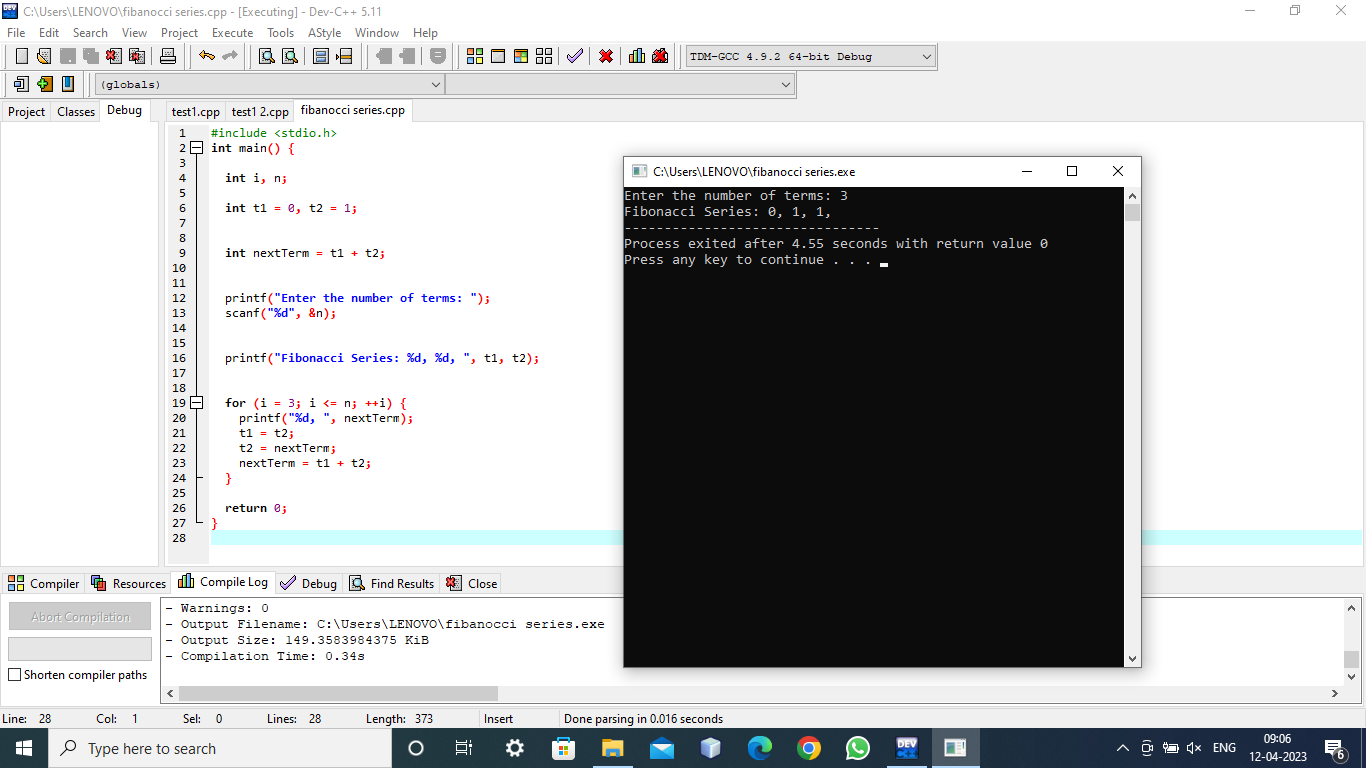 C:\Users\LENOVO\fibanocci series.cpp - [Executing] - Dev-C++ 5.11
File Edit Search View Project Execute Tools AStyle Window Help
TDM-GCC 4.9.2 64-bit Debug
(globals)
Project Classes Debug
test1.cpp test1 2.cpp fibanocci series.cpp
1 #include <stdio.h>
2 int main() {
3
4 int i, n;
5
6 int t1 = 0, t2 = 1;
7
8
9 int nextTerm = t1 + t2;
10
11
12 printf("Enter the number of terms: ");
13 scanf("%d", &n);
14
15
16 printf("Fibonacci Series: %d, %d, ", t1, t2);
17
18
19 for (i = 3; i <= n; ++i) {
20 printf("%d, ", nextTerm);
21 t1 = t2;
22 t2 = nextTerm;
23 nextTerm = t1 + t2;
24 }
25
26 return 0;
27 }
28
C:\Users\LENOVO\fibanocci series.exe
Enter the number of terms: 3
Fibonacci Series: 0, 1, 1,
--------------------------------
Process exited after 4.55 seconds with return value 0
Press any key to continue . . .
Compiler Resources Compile Log Debug Find Results Close
Abort Compilation
Shorten compiler paths
- Warnings: 0
- Output Filename: C:\Users\LENOVO\fibanocci series.exe
- Output Size: 149.3583984375 KiB
- Compilation Time: 0.34s
Line: 28 Col: 1 Sel: 0 Lines: 28 Length: 373 Insert Done parsing in 0.016 seconds
Type here to search
DEV
ENG
09:06
12-04-2023
6